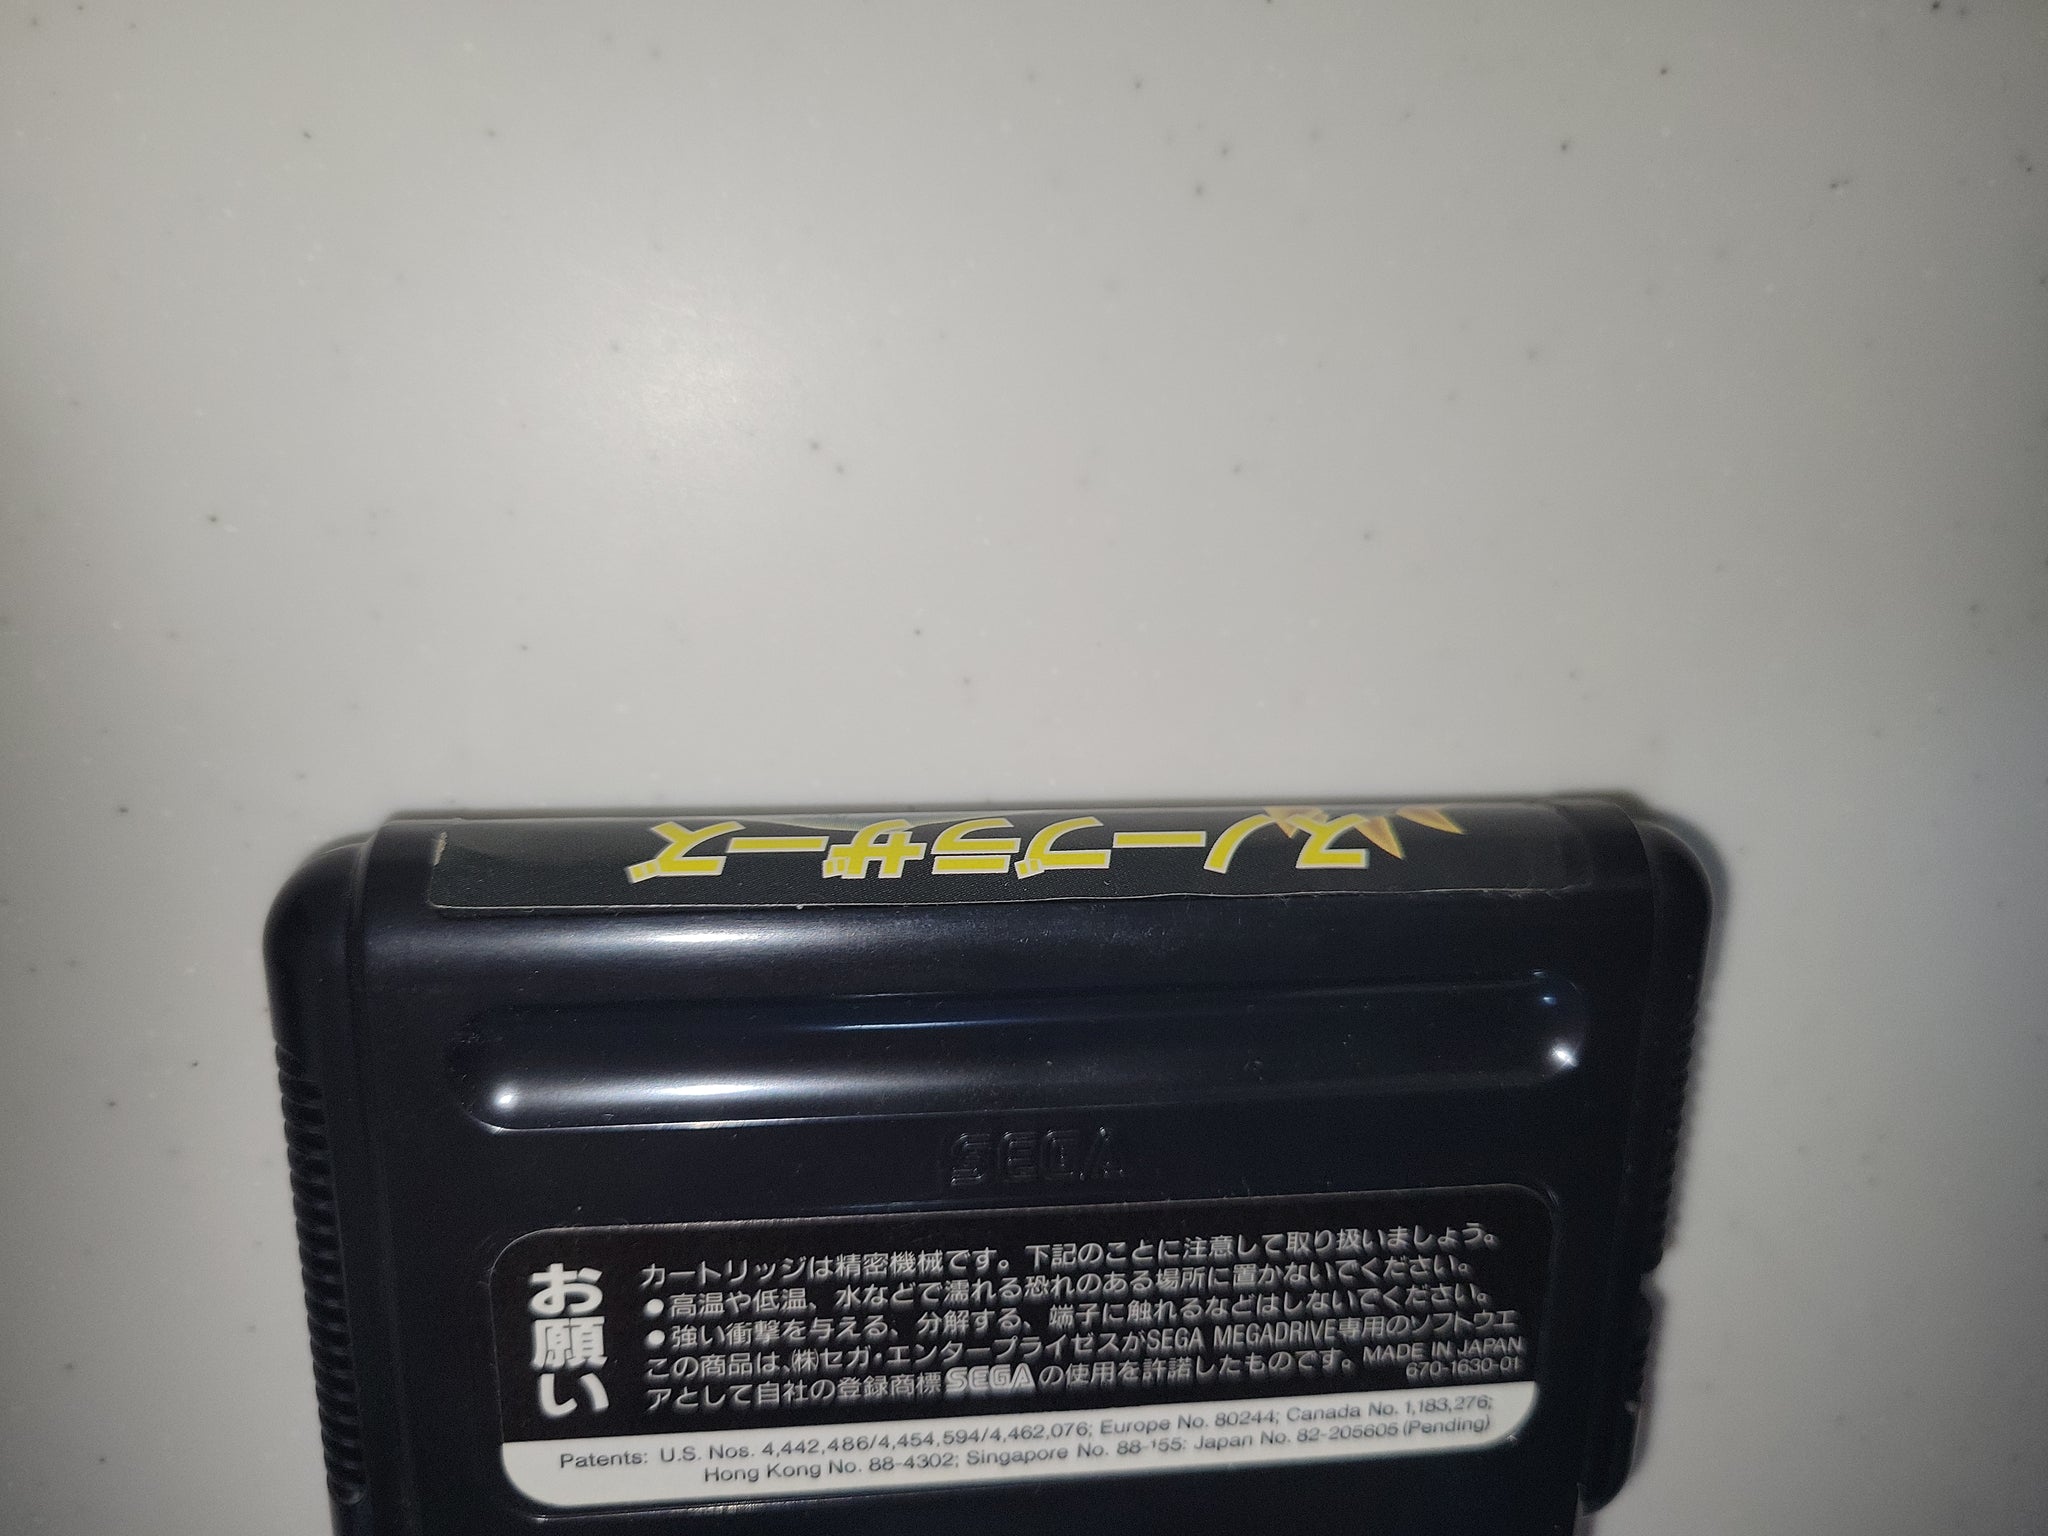 スノーブラザーズ
SEGA
お願い
カートリッジは精密機械です。下記のことに注意して取り扱いましょう。
●高温や低温、水などで濡れる恐れのある場所に置かないでください。
●強い衝撃を与える、分解する、端子に触れるなどはしないでください。
この商品は、㈱セガ・エンタープライゼスがSEGA MEGADRIVE専用のソフトウエ
アとして自社の登録商標SEGAの使用を許諾したものです。
MADE IN JAPAN
670-1630-01
Patents: U.S. Nos. 4,442,486/4,454,594/4,462,076; Europe No. 80244; Canada No. 1,183,276;
Hong Kong No. 88-4302; Singapore No. 88-155; Japan No. 82-205605 (Pending)